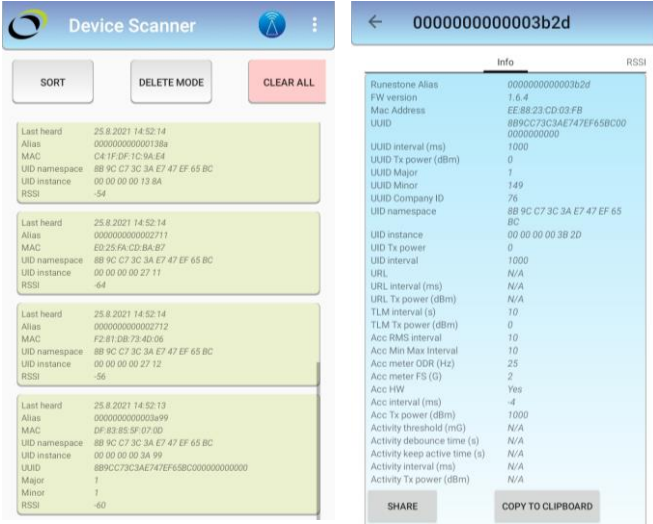 Device Scanner
SORT
DELETE MODE
CLEAR ALL
Last heard 25.8.2021 14:52:14
Alias 000000000000138a
MAC C4:1F:DF:1C:9A:E4
UID namespace 8B 9C C7 3C 3A E7 47 EF 65 BC
UID instance 00 00 00 00 13 8A
RSSI -54
Last heard 25.8.2021 14:52:14
Alias 0000000000002711
MAC E0:25:FA:CD:BA:B7
UID namespace 8B 9C C7 3C 3A E7 47 EF 65 BC
UID instance 00 00 00 00 27 11
RSSI -64
Last heard 25.8.2021 14:52:14
Alias 0000000000002712
MAC F2:81:DB:73:4D:06
UID namespace 8B 9C C7 3C 3A E7 47 EF 65 BC
UID instance 00 00 00 00 27 12
RSSI -56
Last heard 25.8.2021 14:52:13
Alias 0000000000003a99
MAC DF:83:85:5F:07:0D
UID namespace 8B 9C C7 3C 3A E7 47 EF 65 BC
UID instance 00 00 00 00 3A 99
UUID 8B9CC73C3AE747EF65BC000000000000
Major 1
Minor 1
RSSI -60
0000000000003b2d
Info RSSI
Runestone Alias 0000000000003b2d
FW version 1.6.4
Mac Address EE:88:23:CD:03:FB
UUID 8B9CC73C3AE747EF65BC00
0000000000
UUID interval (ms) 1000
UUID Tx power (dBm) 0
UUID Major 1
UUID Minor 149
UUID Company ID 76
UID namespace 8B 9C C7 3C 3A E7 47 EF 65
BC
UID instance 00 00 00 00 3B 2D
UID Tx power 0
UID interval 1000
URL N/A
URL interval (ms) N/A
URL Tx power (dBm) N/A
TLM interval (s) 10
TLM Tx power (dBm) 0
Acc RMS interval 10
Acc Min Max Interval 10
Acc meter ODR (Hz) 25
Acc meter FS (G) 2
Acc HW Yes
Acc interval (ms) -4
Acc Tx power (dBm) 1000
Activity threshold (mG) N/A
Activity debounce time (s) N/A
Activity keep active time (s) N/A
Activity interval (ms) N/A
Activity Tx power (dBm) N/A
SHARE
COPY TO CLIPBOARD